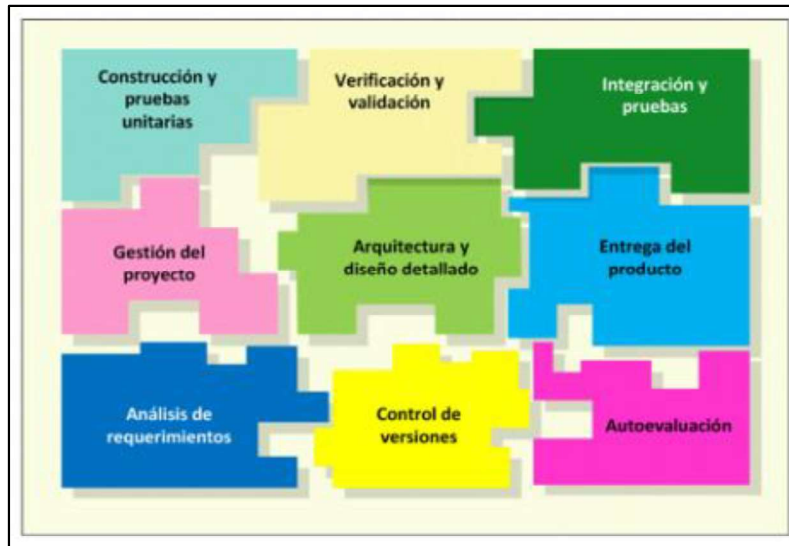 Construcción y
pruebas
unitarias
Verificación y
validación
Integración y
pruebas
Gestión del
proyecto
Arquitectura y
diseño detallado
Entrega del
producto
Análisis de
requerimientos
Control de
versiones
Autoevaluación